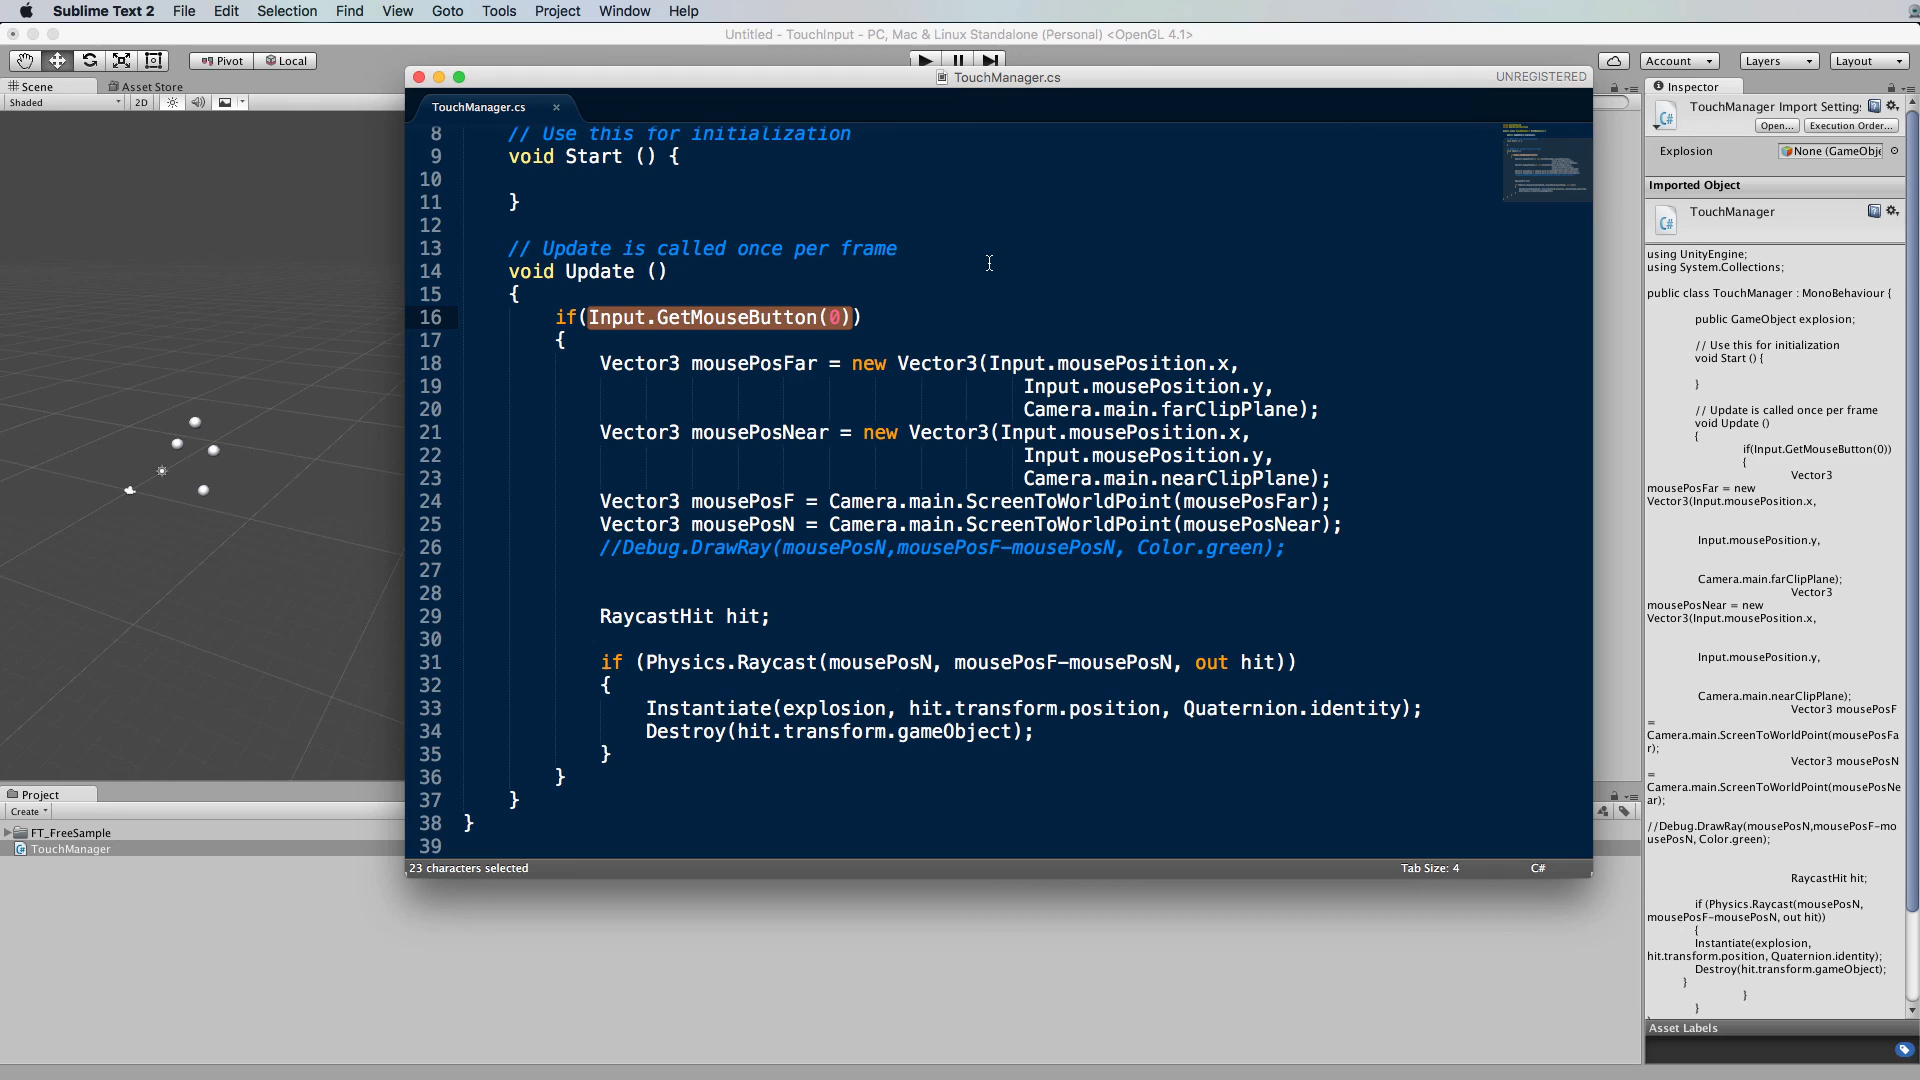 Sublime Text 2 File Edit Selection Find View Goto Tools Project Window Help
Untitled - TouchInput - PC, Mac & Linux Standalone (Personal) <OpenGL 4.1>
Pivot Local Account Layers Layout
Scene Asset Store
Shaded 2D
TouchManager.cs UNREGISTERED
TouchManager.cs ×
8 // Use this for initialization
9 void Start () {
10
11 }
12
13 // Update is called once per frame
14 void Update ()
15 {
16 if(Input.GetMouseButton(0))
17 {
18 Vector3 mousePosFar = new Vector3(Input.mousePosition.x,
19 Input.mousePosition.y,
20 Camera.main.farClipPlane);
21 Vector3 mousePosNear = new Vector3(Input.mousePosition.x,
22 Input.mousePosition.y,
23 Camera.main.nearClipPlane);
24 Vector3 mousePosF = Camera.main.ScreenToWorldPoint(mousePosFar);
25 Vector3 mousePosN = Camera.main.ScreenToWorldPoint(mousePosNear);
26 //Debug.DrawRay(mousePosN,mousePosF-mousePosN, Color.green);
27
28
29 RaycastHit hit;
30
31 if (Physics.Raycast(mousePosN, mousePosF-mousePosN, out hit))
32 {
33 Instantiate(explosion, hit.transform.position, Quaternion.identity);
34 Destroy(hit.transform.gameObject);
35 }
36 }
37 }
38 }
39
23 characters selected Tab Size: 4 C#
Project
Create
FT_FreeSample
TouchManager
Inspector
TouchManager Import Settings
Open... Execution Order...
Explosion None (GameObje
Imported Object
TouchManager
using UnityEngine;
using System.Collections;
public class TouchManager : MonoBehaviour {
public GameObject explosion;
// Use this for initialization
void Start () {
}
// Update is called once per frame
void Update ()
{
if(Input.GetMouseButton(0))
{
Vector3
mousePosFar = new
Vector3(Input.mousePosition.x,
Input.mousePosition.y,
Camera.main.farClipPlane);
Vector3
mousePosNear = new
Vector3(Input.mousePosition.x,
Input.mousePosition.y,
Camera.main.nearClipPlane);
Vector3 mousePosF
=
Camera.main.ScreenToWorldPoint(mousePosFa
r);
Vector3 mousePosN
=
Camera.main.ScreenToWorldPoint(mousePosNe
ar);
//Debug.DrawRay(mousePosN,mousePosF-mo
usePosN, Color.green);
RaycastHit hit;
if (Physics.Raycast(mousePosN,
mousePosF-mousePosN, out hit))
{
Instantiate(explosion,
hit.transform.position, Quaternion.identity);
Destroy(hit.transform.gameObject);
}
}
}
Asset Labels